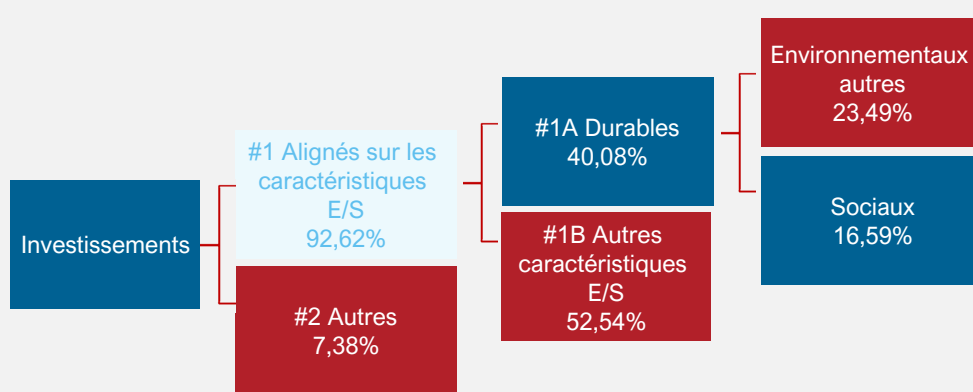 Investissements
#1 Alignés sur les
caractéristiques
E/S
92,62%
#2 Autres
7,38%
#1A Durables
40,08%
#1B Autres
caractéristiques
E/S
52,54%
Environnementaux
autres
23,49%
Sociaux
16,59%